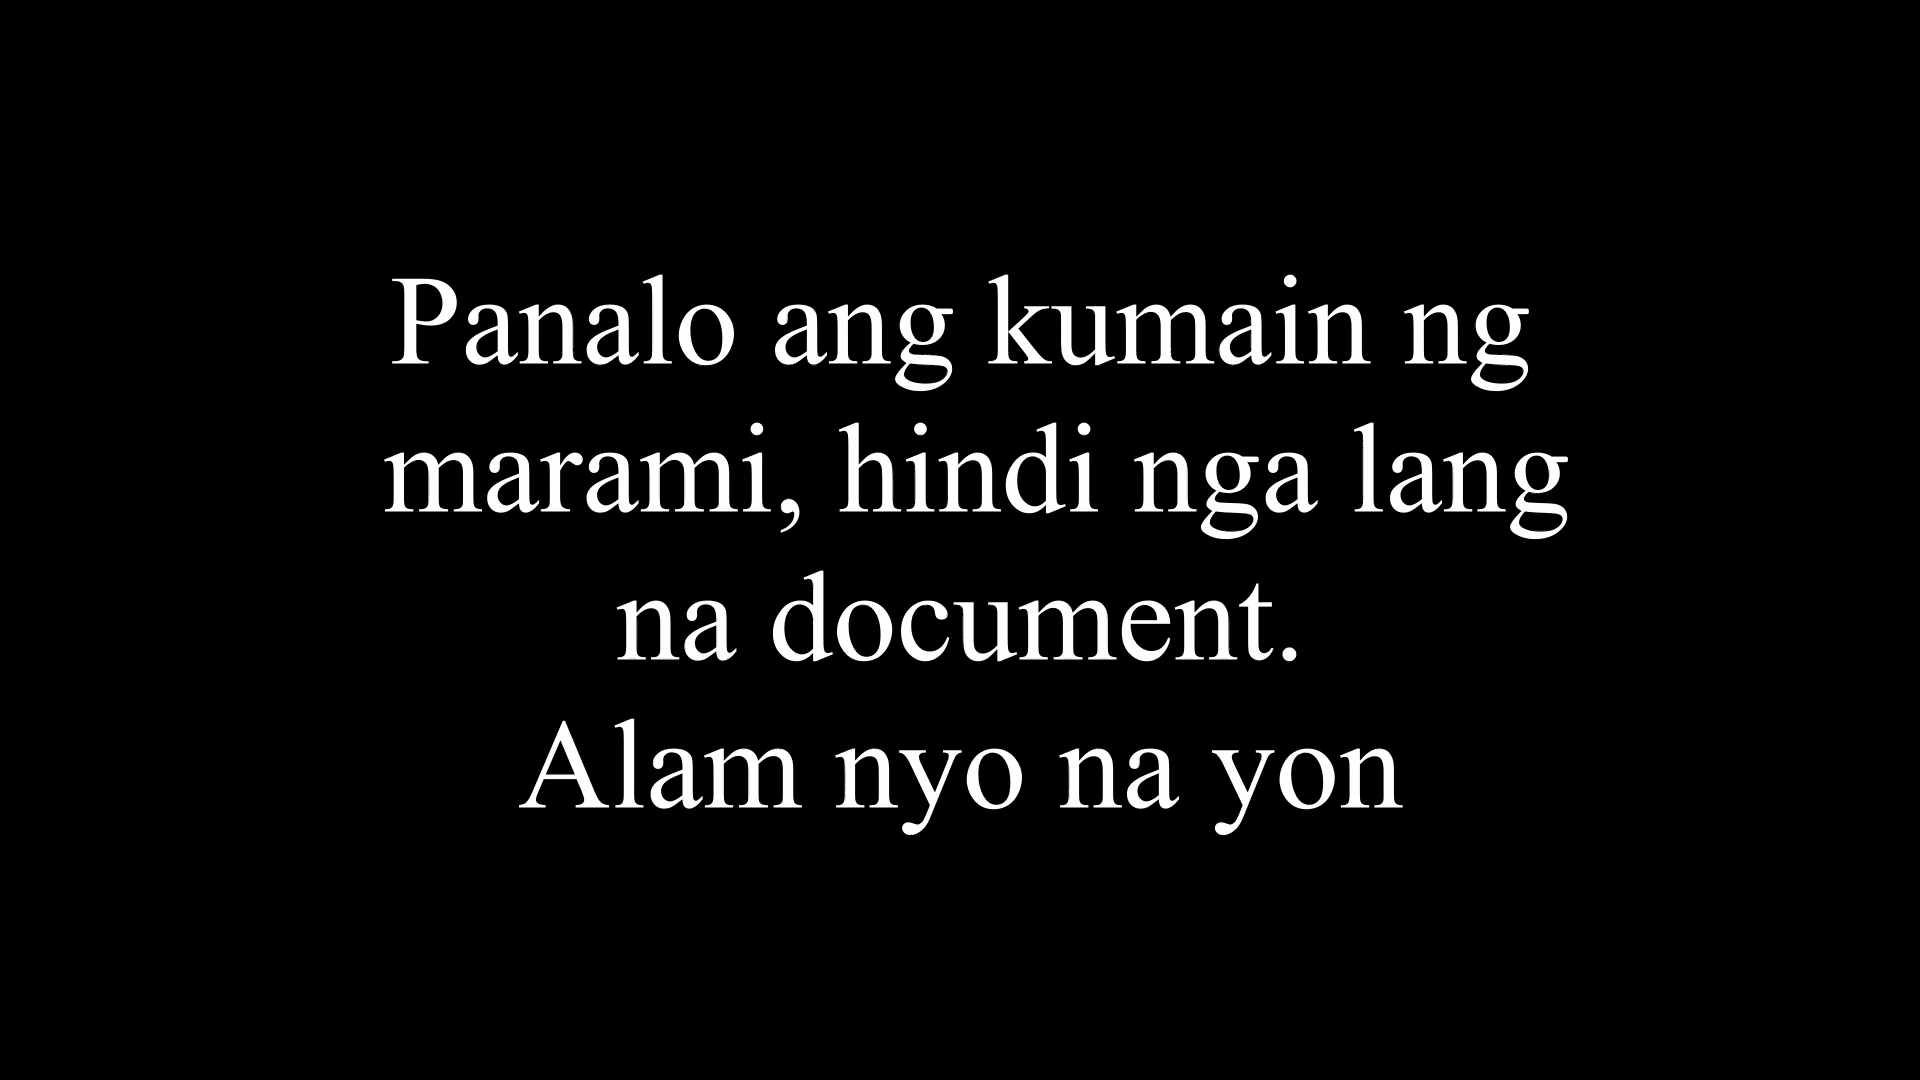 Panalo ang kumain ng
marami, hindi nga lang
na document.
Alam nyo na yon